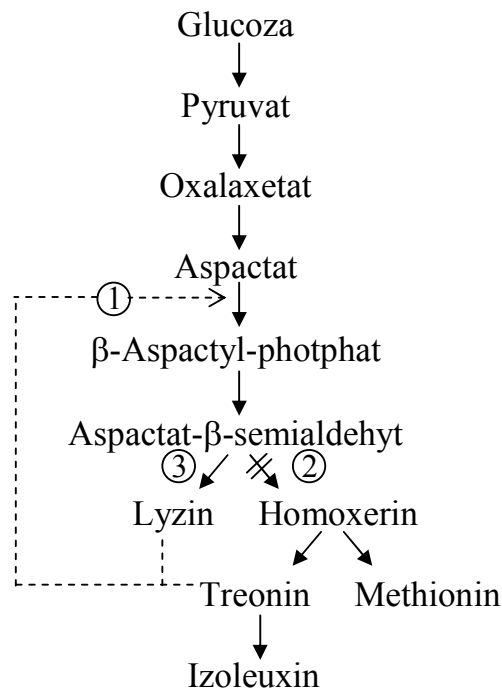 Glucoza
Pyruvat
Oxalaxetat
Aspactat
1
β-Aspactyl-photphat
Aspactat-β-semialdehyt
3 2
Lyzin Homoxerin
Treonin Methionin
Izoleuxin